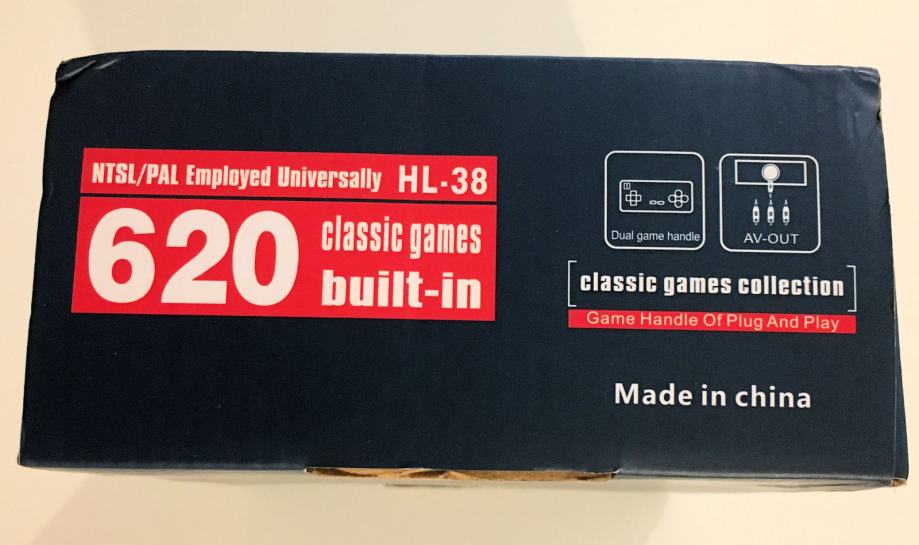 NTSL/PAL Employed Universally HL-38
620 classic games
built-in
Dual game handle
AV-OUT
classic games collection
Game Handle Of Plug And Play
Made in china